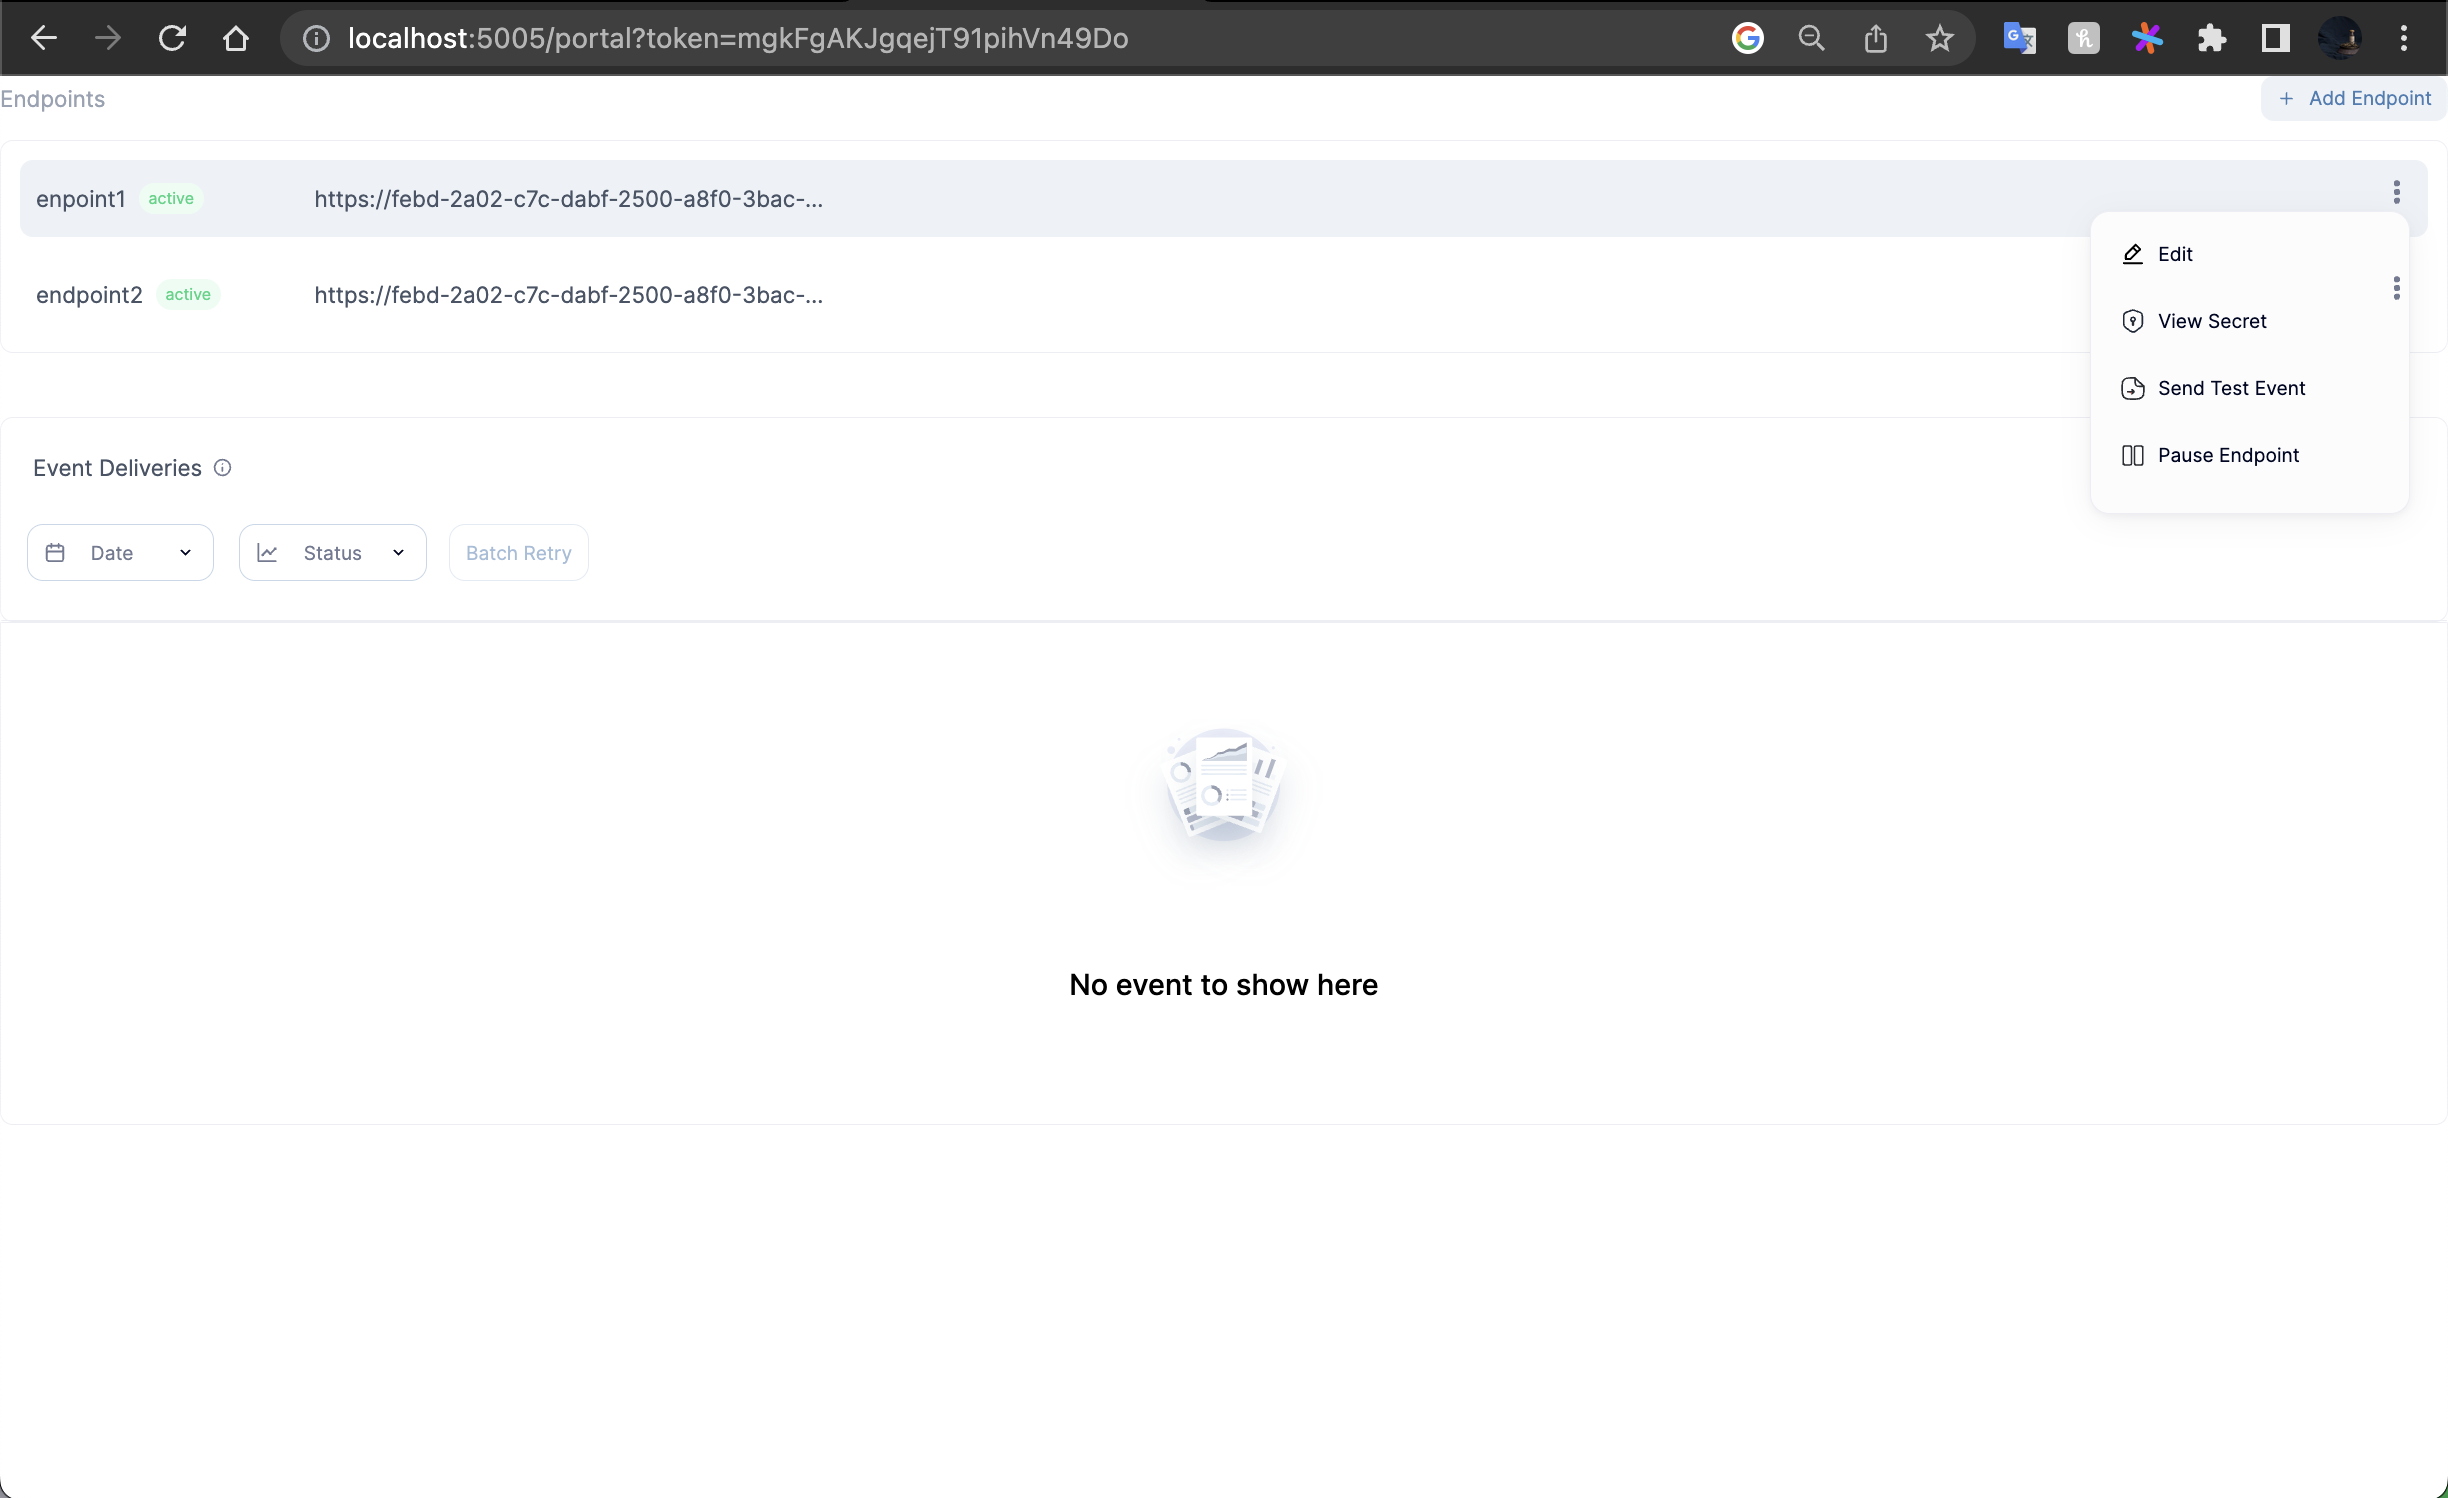 localhost:5005/portal?token=mgkFgAKJgqejT91pihVn49Do
Endpoints
+ Add Endpoint
enpoint1 active https://febd-2a02-c7c-dabf-2500-a8f0-3bac-...
endpoint2 active https://febd-2a02-c7c-dabf-2500-a8f0-3bac-...
Edit
View Secret
Send Test Event
Pause Endpoint
Event Deliveries
Date
Status
Batch Retry
No event to show here